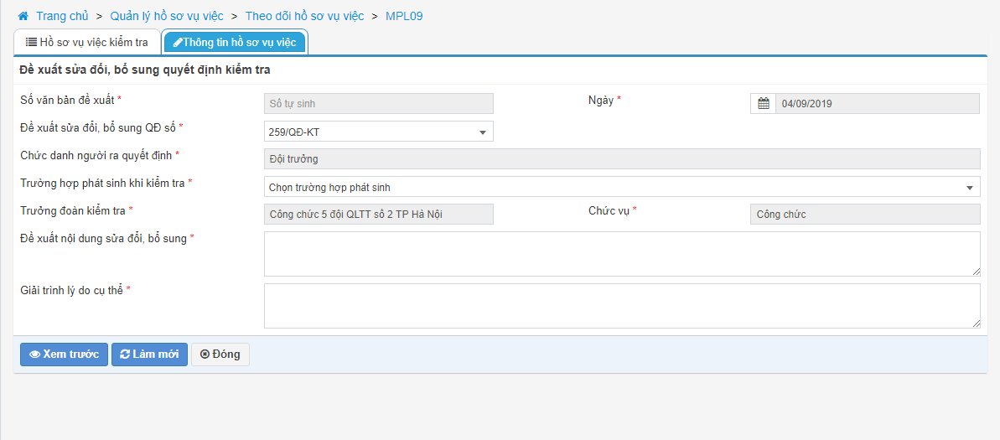 Trang chủ > Quản lý hồ sơ vụ việc > Theo dõi hồ sơ vụ việc > MPL09
Hồ sơ vụ việc kiểm tra Thông tin hồ sơ vụ việc
Đề xuất sửa đổi, bổ sung quyết định kiểm tra
Số văn bản đề xuất * Số tự sinh Ngày * 04/09/2019
Đề xuất sửa đổi, bổ sung QĐ số * 259/QĐ-KT
Chức danh người ra quyết định * Đội trưởng
Trường hợp phát sinh khi kiểm tra * Chọn trường hợp phát sinh
Trưởng đoàn kiểm tra * Công chức 5 đội QLTT số 2 TP Hà Nội Chức vụ * Công chức
Đề xuất nội dung sửa đổi, bổ sung *
Giải trình lý do cụ thể *
Xem trước Làm mới Đóng